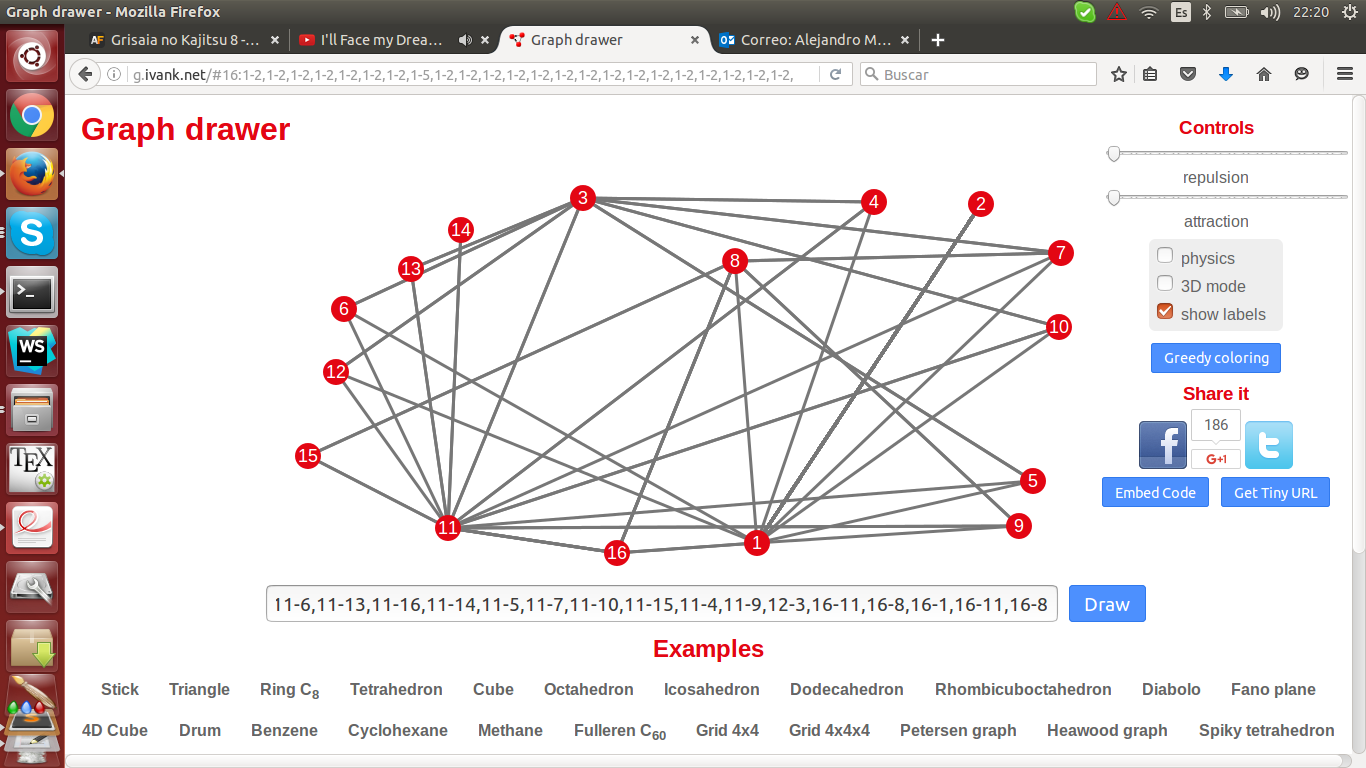 Graph drawer - Mozilla Firefox
Es
22:20
AF Grisaia no Kajitsu 8 -...
I'll Face my Drea...
Graph drawer
Correo: Alejandro M...
g.ivank.net/#16:1-2,1-2,1-2,1-2,1-2,1-2,1-2,1-5,1-2,1-2,1-2,1-2,1-2,1-2,1-2,1-2,1-2,1-2,1-2,1-2,1-2,1-2,1-2,
Buscar
Graph drawer
Controls
repulsion
attraction
physics
3D mode
show labels
Greedy coloring
Share it
186
G+1
Embed Code
Get Tiny URL
3
4
2
14
7
8
13
6
10
12
15
5
11
9
1
16
11-6,11-13,11-16,11-14,11-5,11-7,11-10,11-15,11-4,11-9,12-3,16-11,16-8,16-1,16-11,16-8
Draw
Examples
Stick Triangle Ring C8 Tetrahedron Cube Octahedron Icosahedron Dodecahedron Rhombicuboctahedron Diabolo Fano plane
4D Cube Drum Benzene Cyclohexane Methane Fulleren C60 Grid 4x4 Grid 4x4x4 Petersen graph Heawood graph Spiky tetrahedron
S
WS
TEX